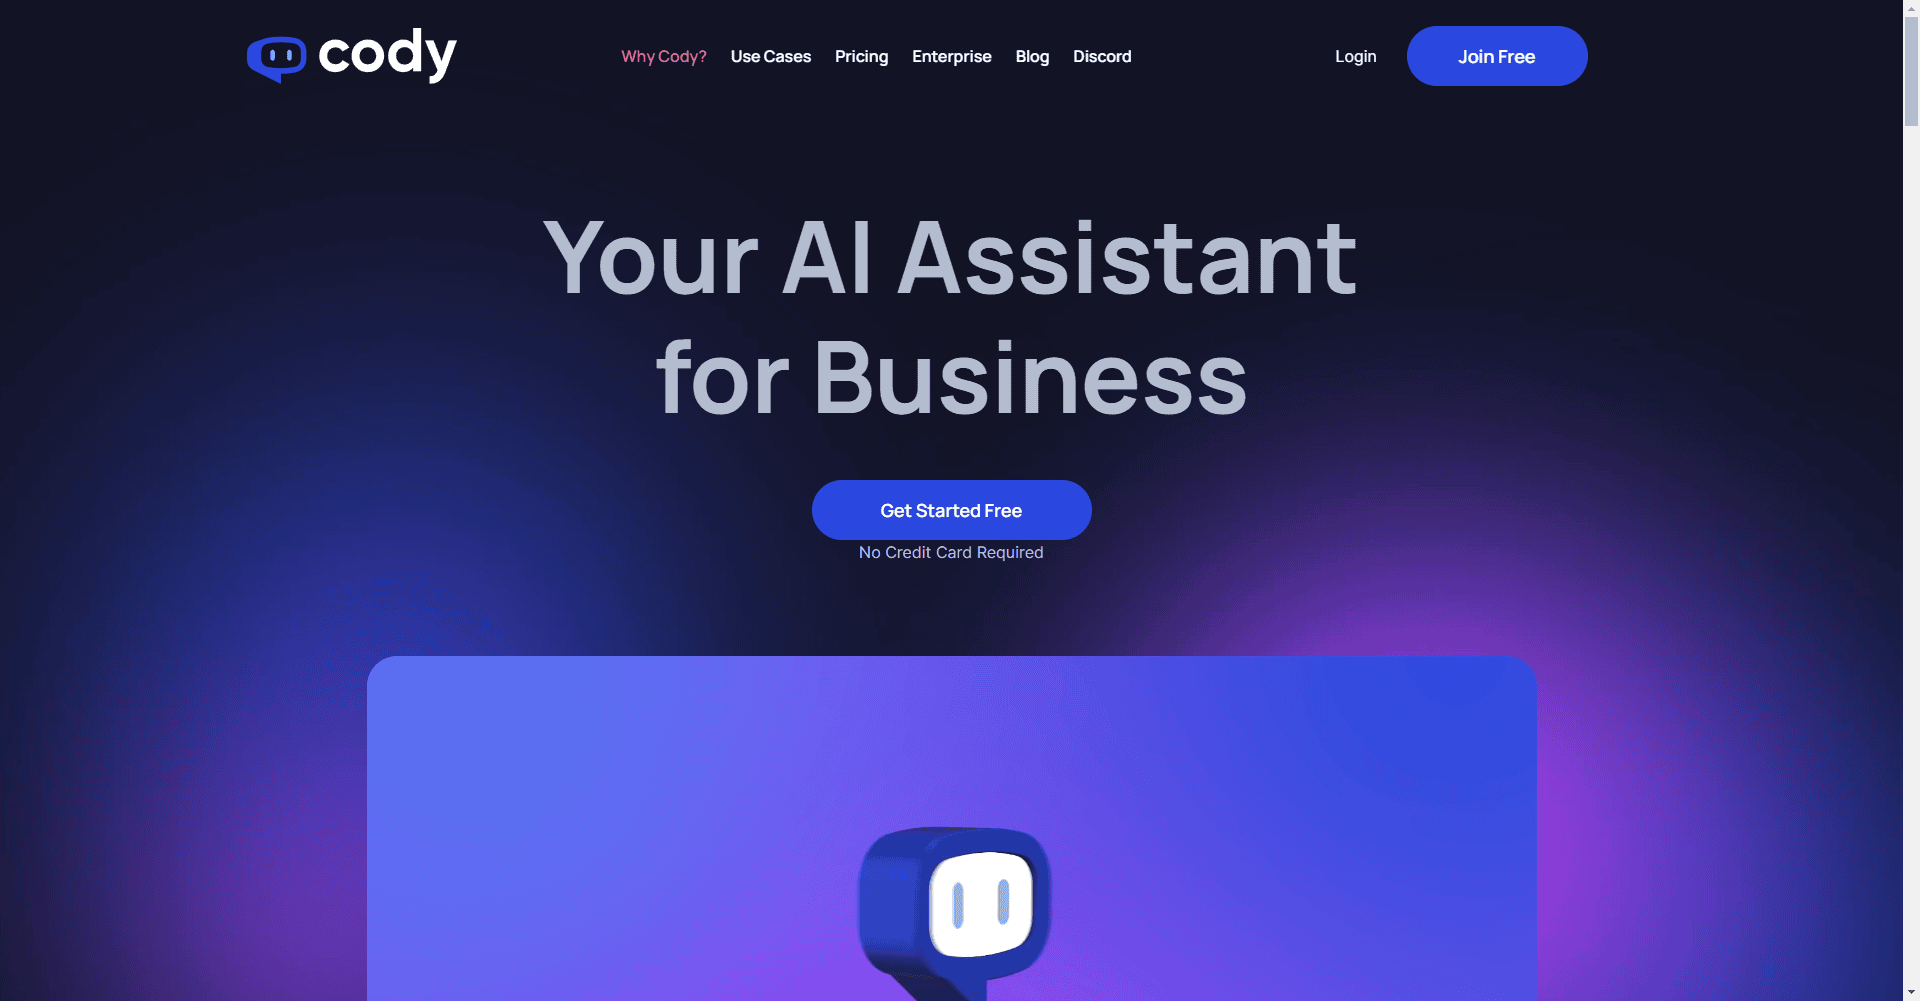 cody
Why Cody? Use Cases Pricing Enterprise Blog Discord
Login
Join Free
Your AI Assistant
for Business
Get Started Free
No Credit Card Required